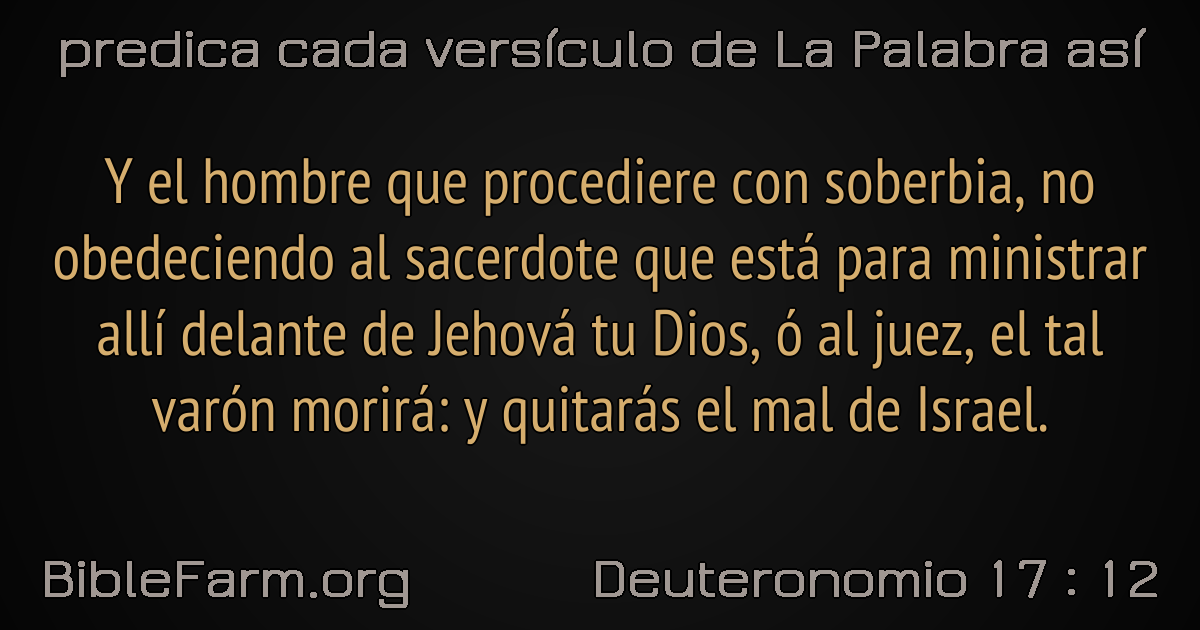 predica cada versículo de La Palabra así
Y el hombre que procediere con soberbia, no
obedeciendo al sacerdote que está para ministrar
allí delante de Jehová tu Dios, ó al juez, el tal
varón morirá: y quitarás el mal de Israel.
BibleFarm.org
Deuteronomio 17 : 12